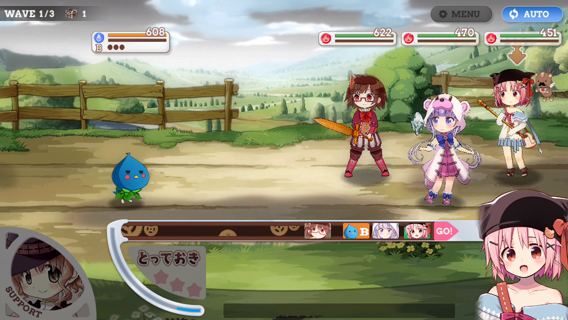 WAVE 1/3 1
MENU
AUTO
608
B
622
470
451
B
GO!
とっておき
SUPPORT